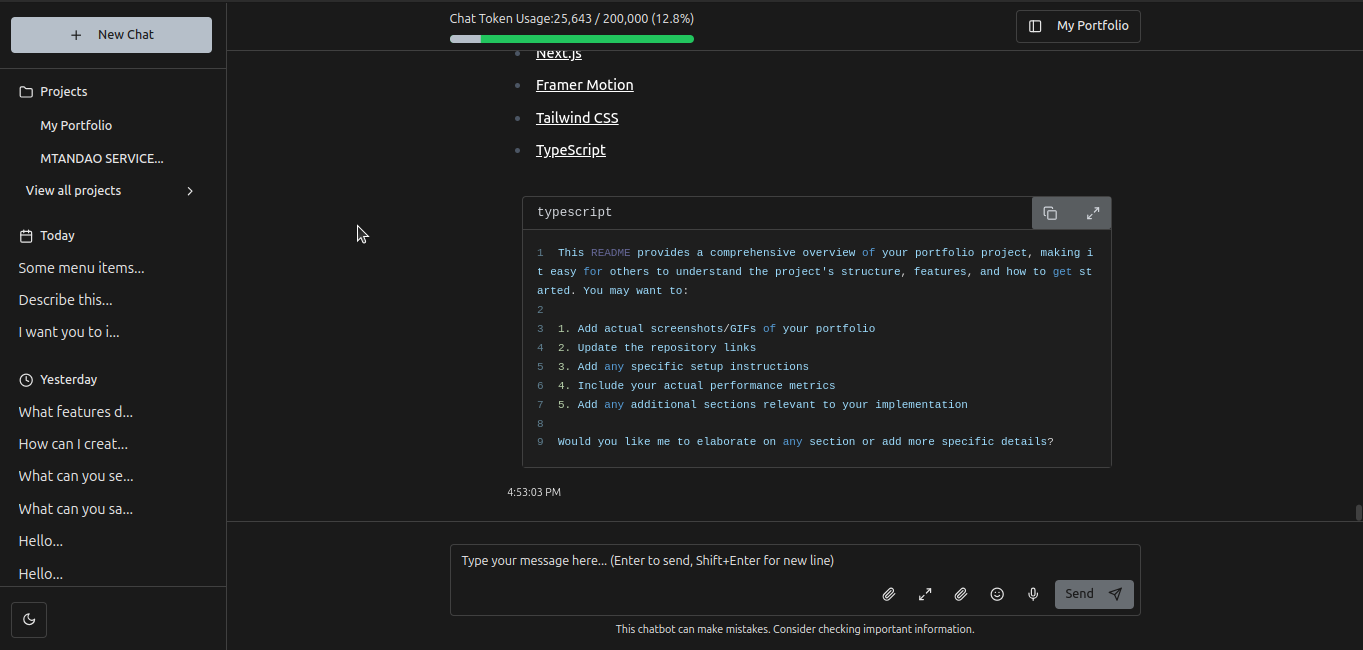 New Chat
Projects
My Portfolio
MTANDAO SERVICE...
View all projects
Today
Some menu items...
Describe this...
I want you to i...
Yesterday
What features d...
How can I creat...
What can you se...
What can you sa...
Hello...
Hello...
Chat Token Usage:25,643 / 200,000 (12.8%)
My Portfolio
Next.js
Framer Motion
Tailwind CSS
TypeScript
typescript
1 This README provides a comprehensive overview of your portfolio project, making i
t easy for others to understand the project's structure, features, and how to get st
arted. You may want to:
2
3 1. Add actual screenshots/GIFs of your portfolio
4 2. Update the repository links
5 3. Add any specific setup instructions
6 4. Include your actual performance metrics
7 5. Add any additional sections relevant to your implementation
8
9 Would you like me to elaborate on any section or add more specific details?
4:53:03 PM
Type your message here... (Enter to send, Shift+Enter for new line)
Send
This chatbot can make mistakes. Consider checking important information.